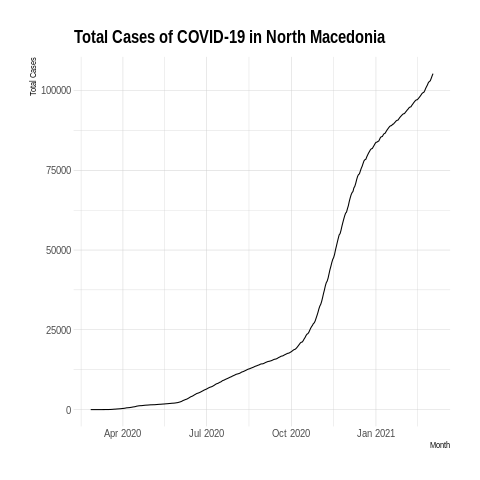 Total Cases of COVID-19 in North Macedonia
Total Cases
100000
75000
50000
25000
0
Apr 2020 Jul 2020 Oct 2020 Jan 2021
Month